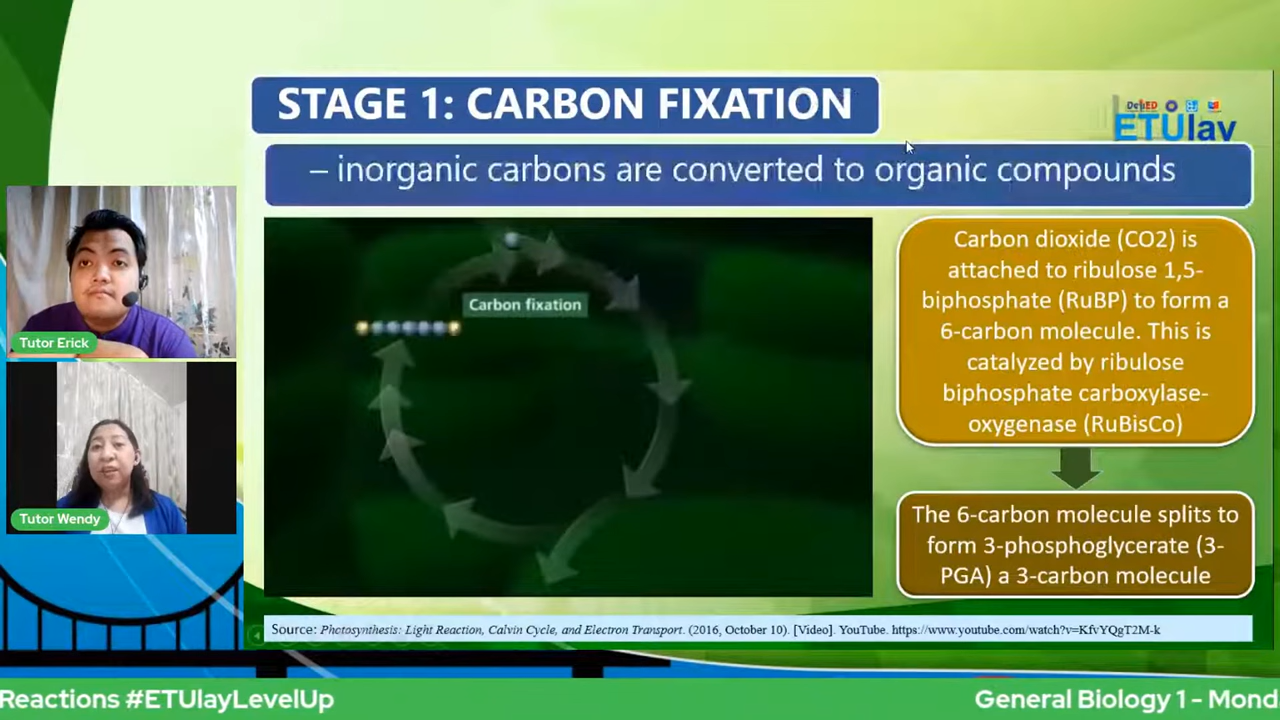 STAGE 1: CARBON FIXATION
DepED
ETUlay
– inorganic carbons are converted to organic compounds
Carbon fixation
Carbon dioxide (CO2) is
attached to ribulose 1,5-
biphosphate (RuBP) to form a
6-carbon molecule. This is
catalyzed by ribulose
biphosphate carboxylase-
oxygenase (RuBisCo)
The 6-carbon molecule splits to
form 3-phosphoglycerate (3-
PGA) a 3-carbon molecule
Tutor Erick
Tutor Wendy
Source: Photosynthesis: Light Reaction, Calvin Cycle, and Electron Transport. (2016, October 10). [Video]. YouTube. https://www.youtube.com/watch?v=KfvYQgT2M-k
Reactions #ETUlayLevelUp
General Biology 1 - Mond